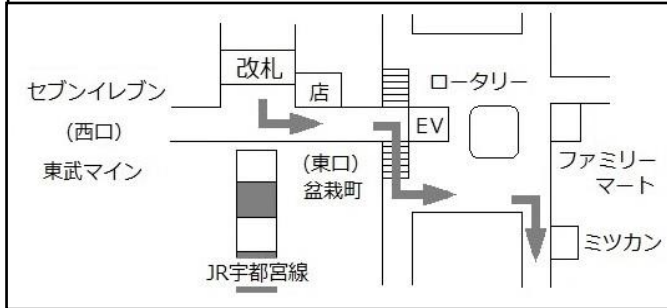 改札
店
ロータリー
セブンイレブン
(西口)
東武マイン
EV
(東口)
盆栽町
ファミリー
マート
ミツカン
JR宇都宮線